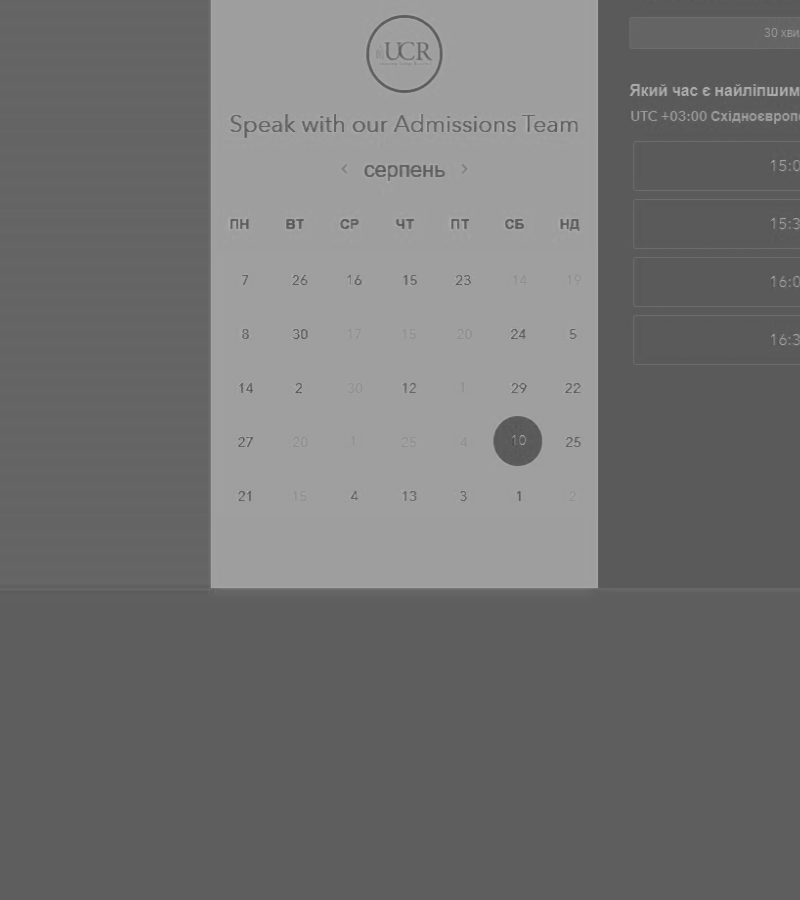 UCR
Speak with our Admissions Team
‹ серпень ›
ПН ВТ СР ЧТ ПТ СБ НД
7 26 16 15 23 14 19
8 30 17 15 20 24 5
14 2 30 12 1 29 22
27 20 1 25 4 10 25
21 15 4 13 3 1 2
30 хви
Який час є найліпшим
UTC +03:00 Східноєвроп
15:0
15:3
16:0
16:3